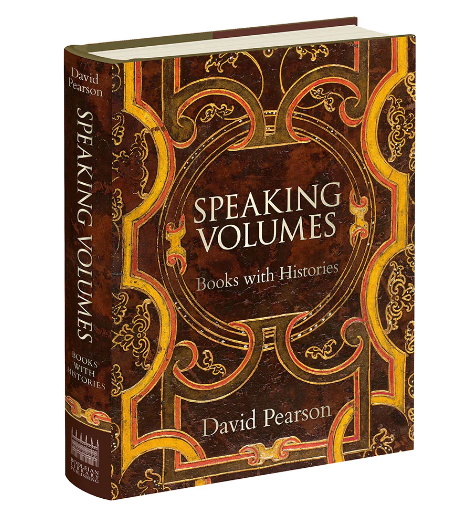 David
Pearson
SPEAKING VOLUMES
BOOKS
WITH
HISTORIES
SPEAKING
VOLUMES
Books with Histories
David Pearson